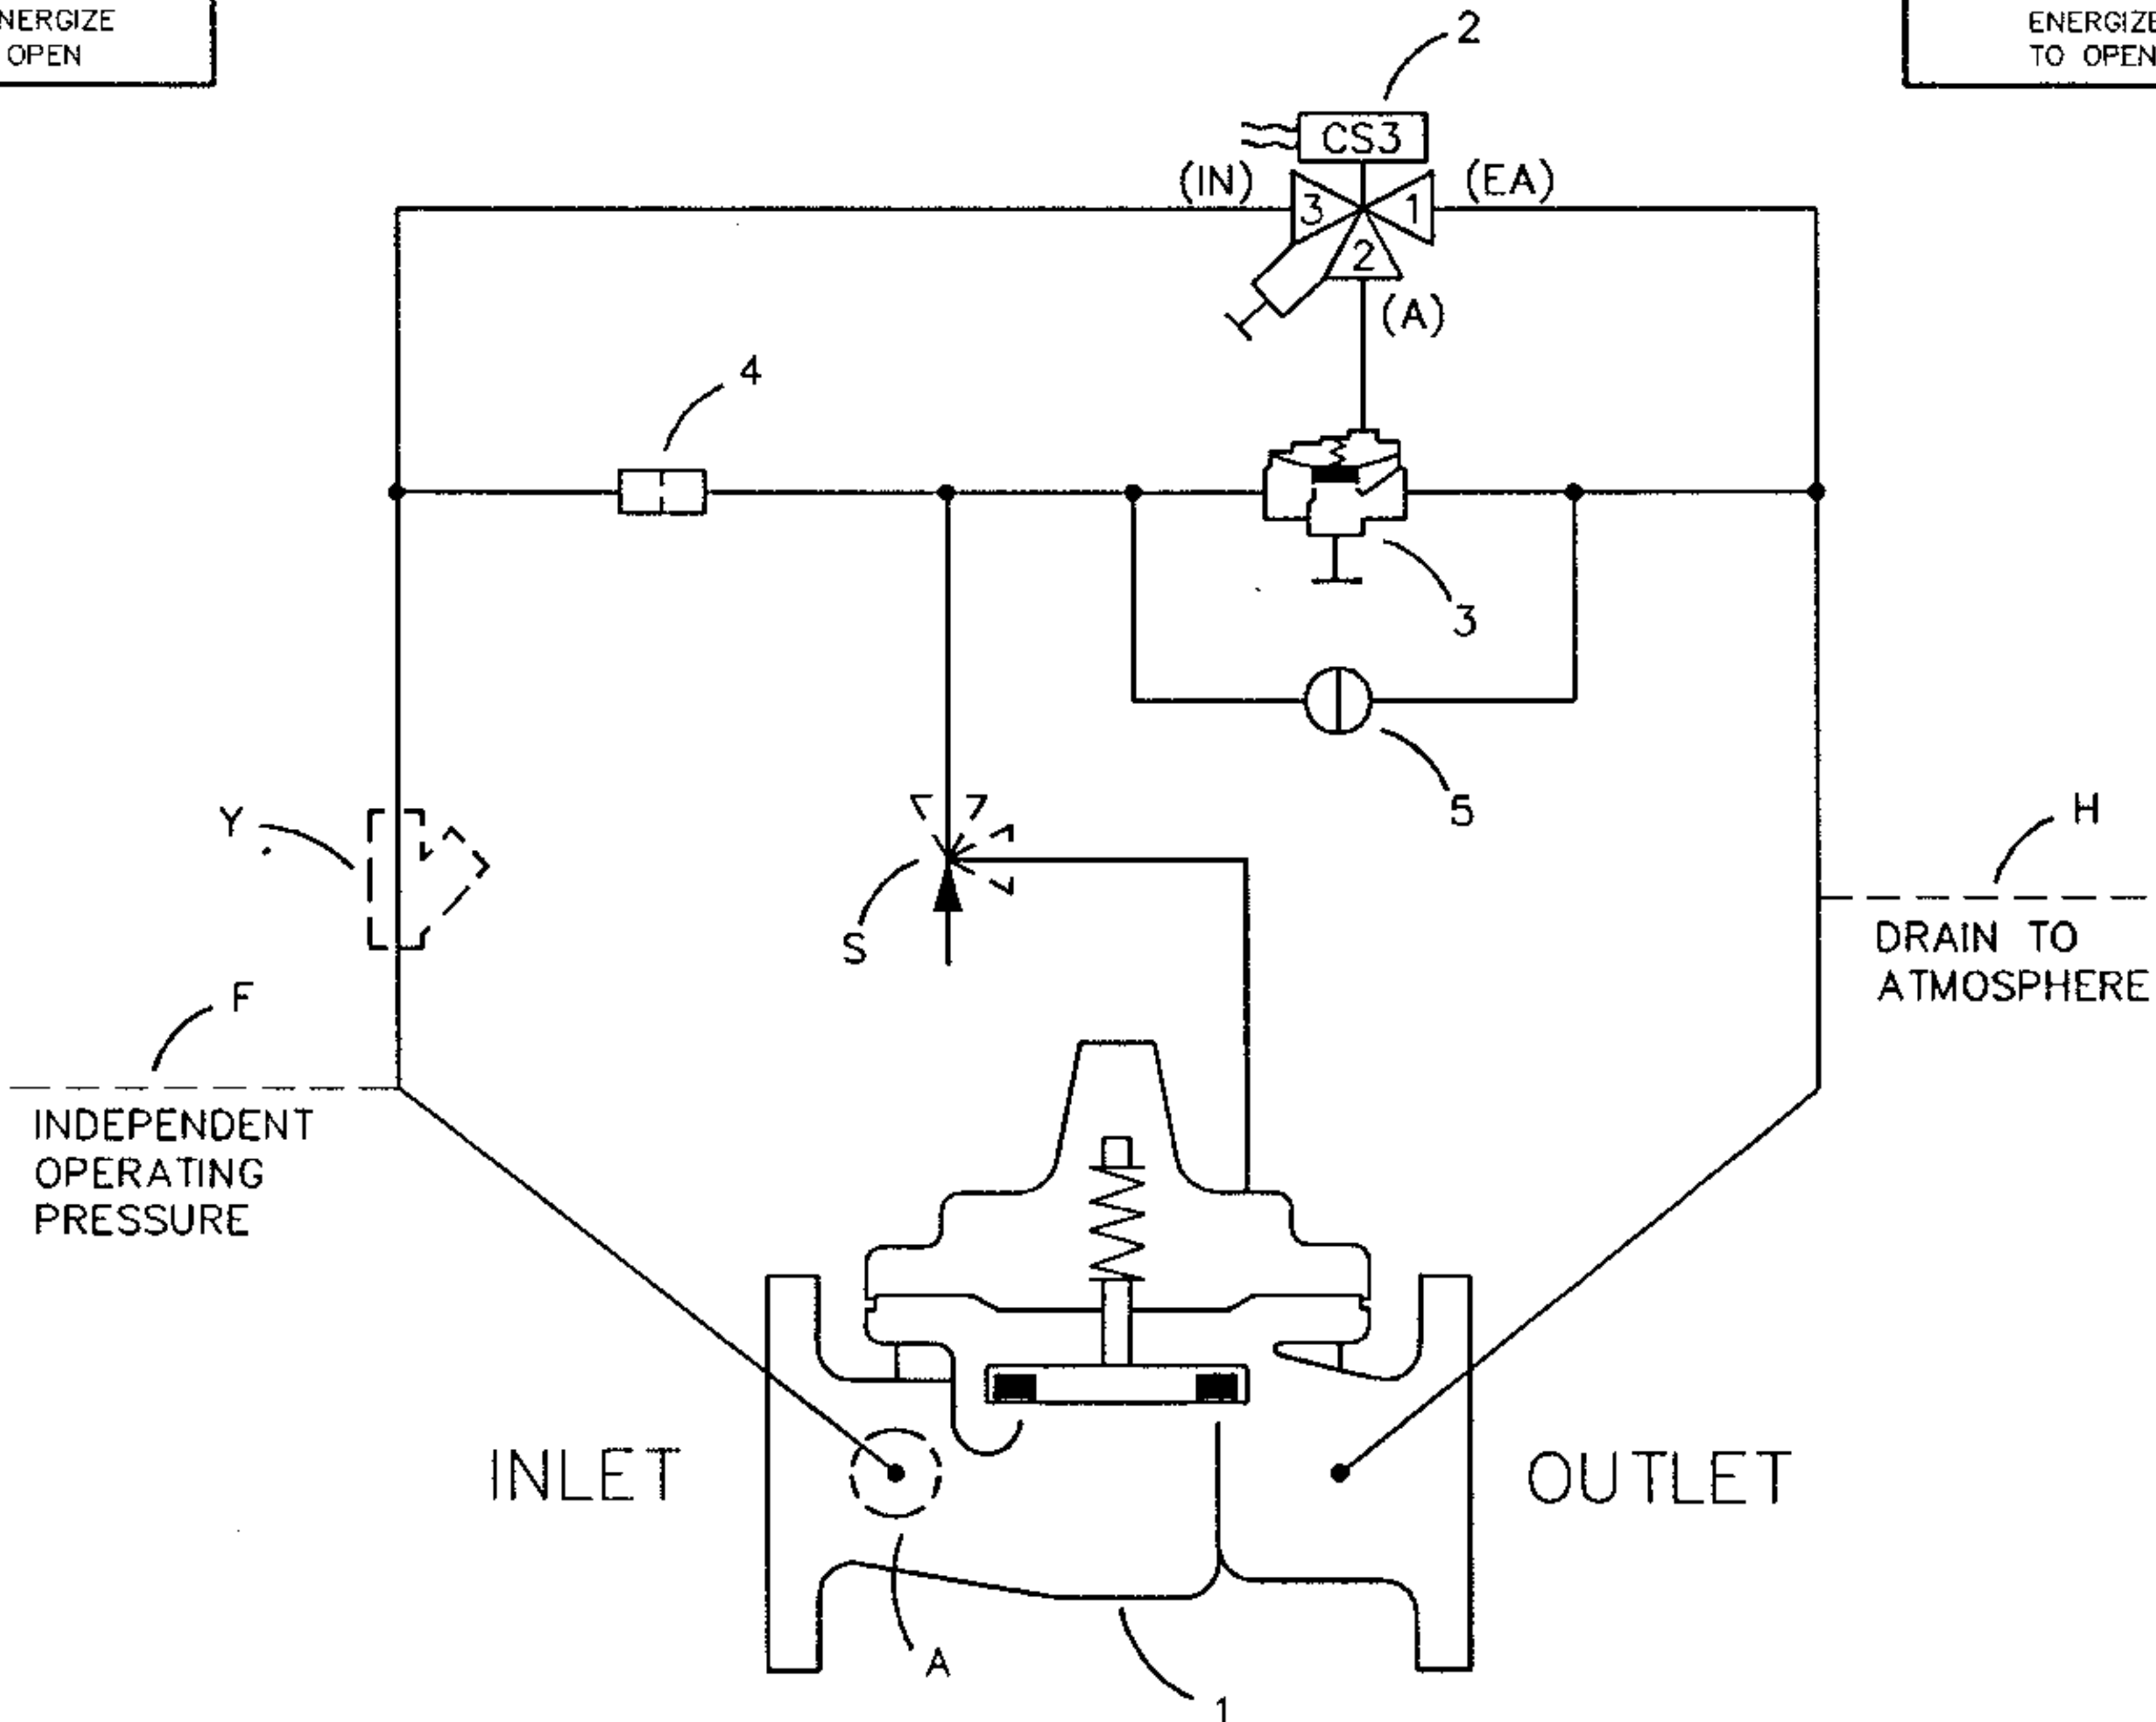 NERGIZE
OPEN
ENERGIZE
TO OPEN
2
CS3
(IN)
(EA)
3
1
2
(A)
4
3
5
Y
S
H
DRAIN TO
ATMOSPHERE
F
INDEPENDENT
OPERATING
PRESSURE
INLET
OUTLET
A
1